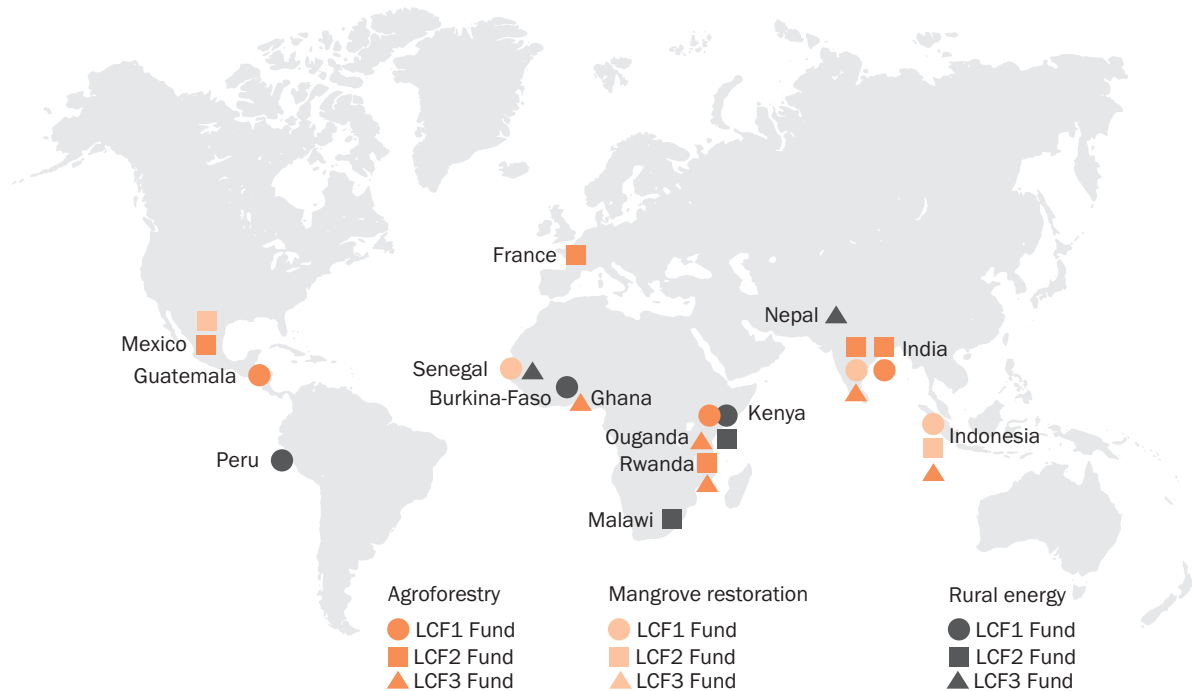 France
Nepal
Mexico
India
Guatemala
Senegal
Burkina-Faso
Ghana
Kenya
Ouganda
Indonesia
Peru
Rwanda
Malawi
Agroforestry
LCF1 Fund
LCF2 Fund
LCF3 Fund
Mangrove restoration
LCF1 Fund
LCF2 Fund
LCF3 Fund
Rural energy
LCF1 Fund
LCF2 Fund
LCF3 Fund